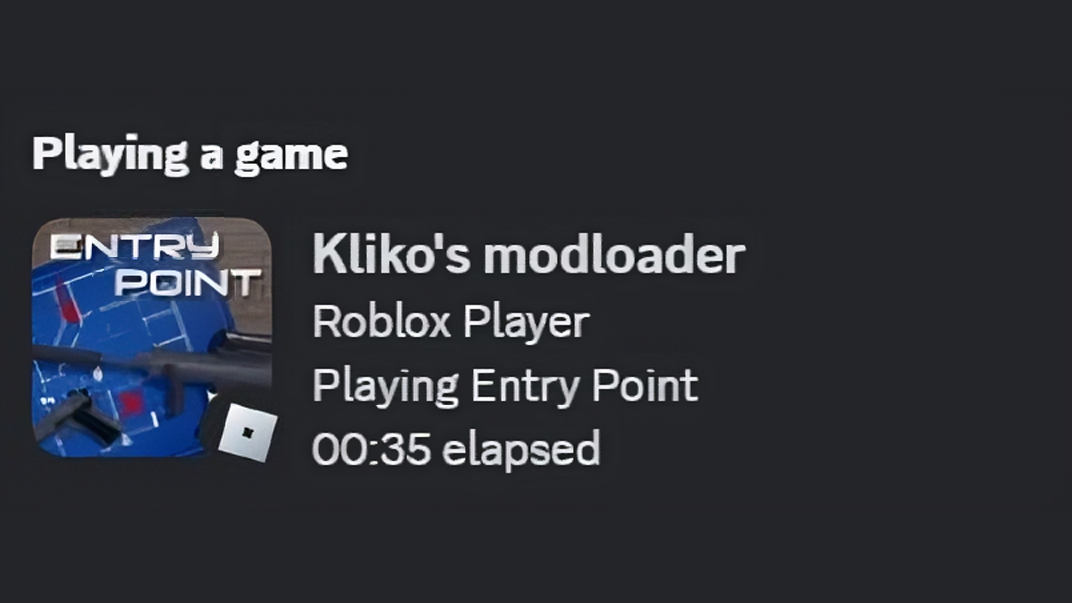 Playing a game
ENTRY
POINT
Kliko's modloader
Roblox Player
Playing Entry Point
00:35 elapsed